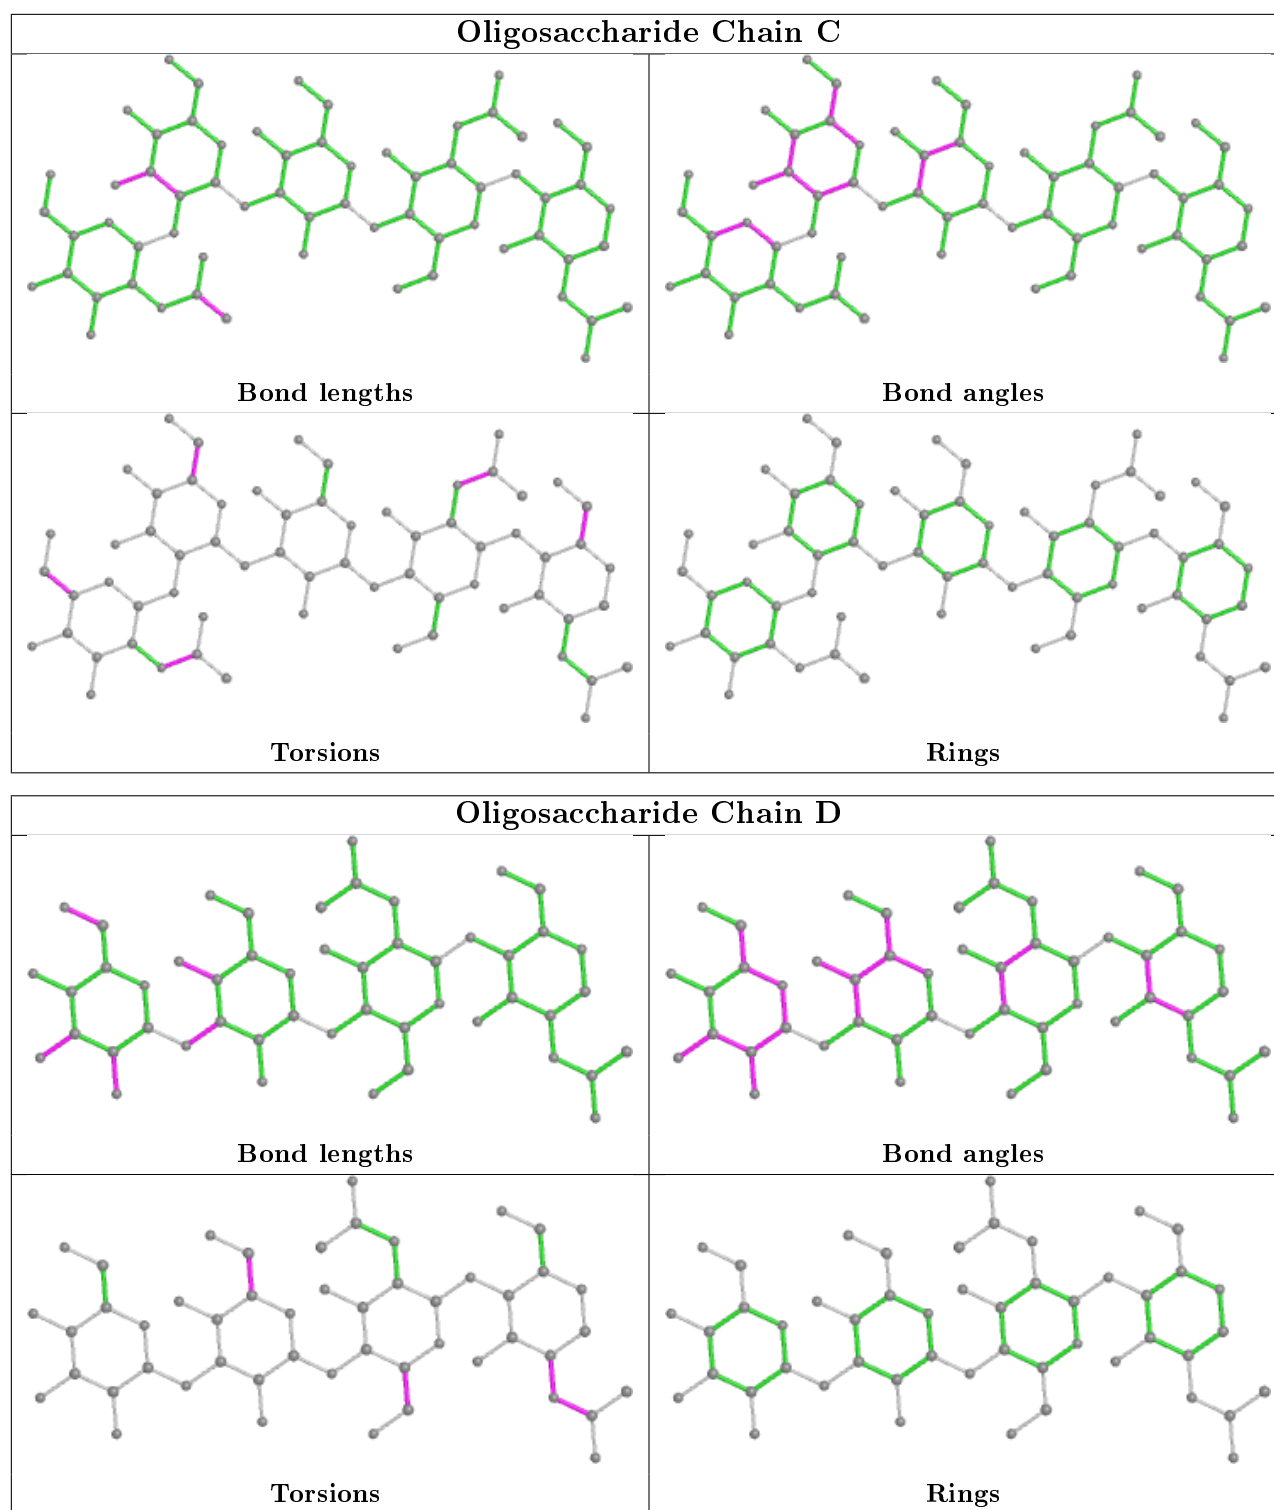 Oligosaccharide Chain C
Bond lengths
Bond angles
Torsions
Rings
Oligosaccharide Chain D
Bond lengths
Bond angles
Torsions
Rings